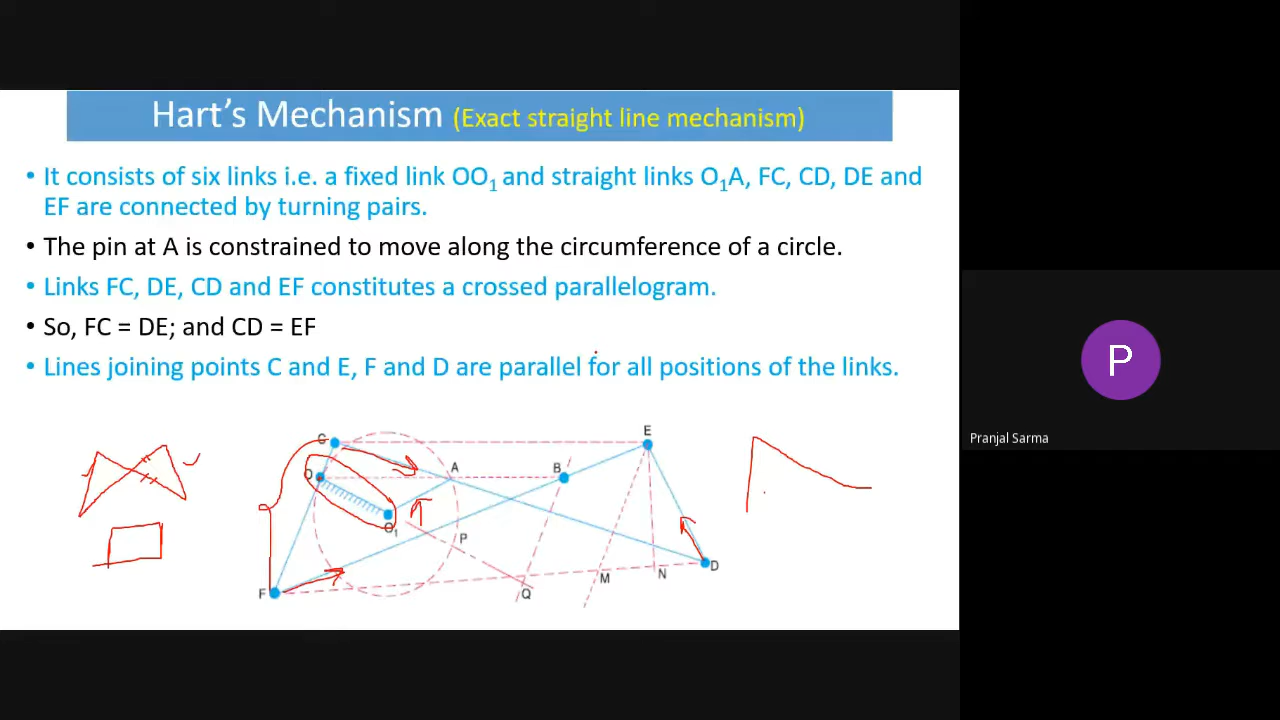 Hart's Mechanism (Exact straight line mechanism)
• It consists of six links i.e. a fixed link OO1 and straight links O1A, FC, CD, DE and
EF are connected by turning pairs.
• The pin at A is constrained to move along the circumference of a circle.
• Links FC, DE, CD and EF constitutes a crossed parallelogram.
• So, FC = DE; and CD = EF
• Lines joining points C and E, F and D are parallel for all positions of the links.
C
E
O
A
B
O1
P
D
F
Q
M
N
P
Pranjal Sarma